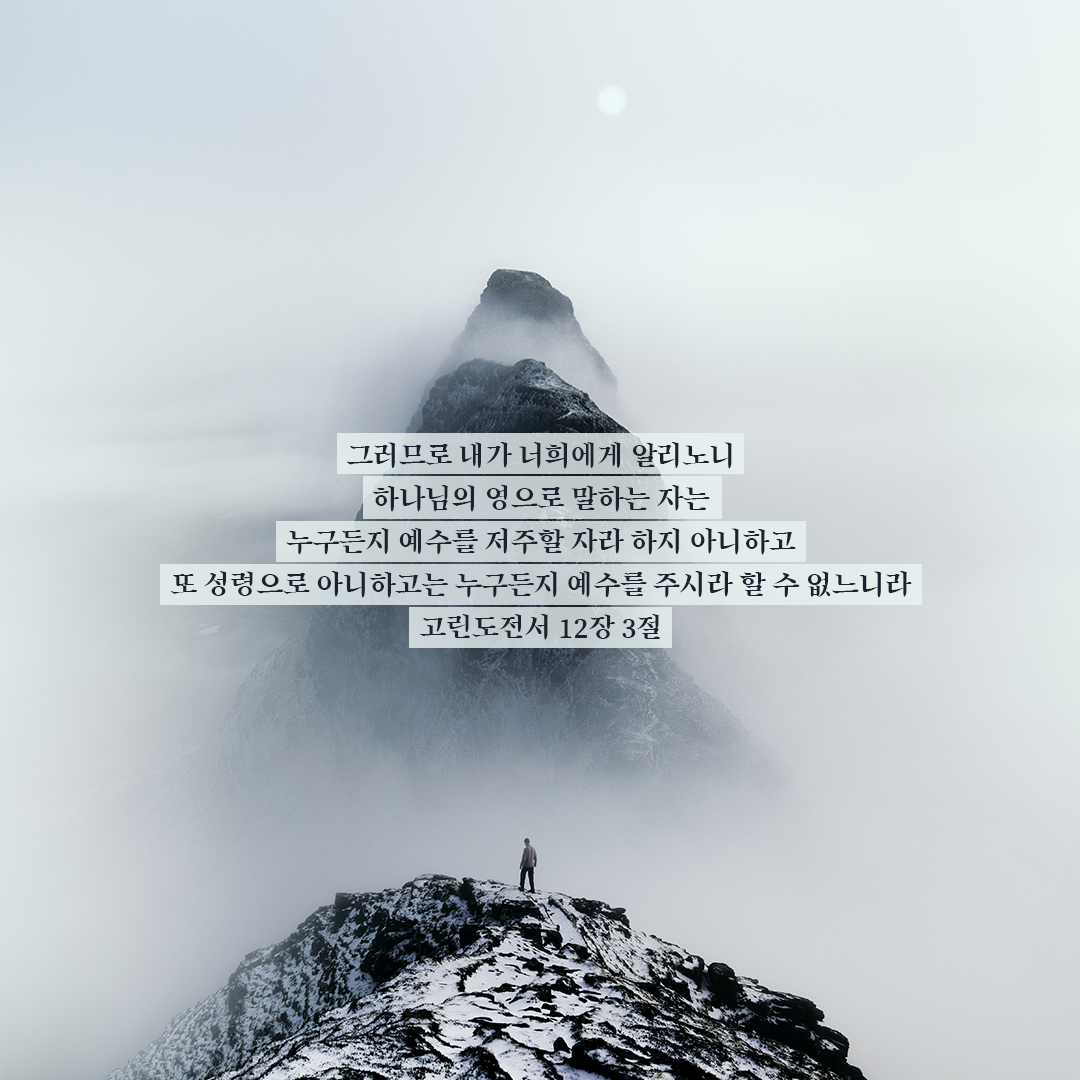 그러므로 내가 너희에게 알리노니
하나님의 영으로 말하는 자는
누구든지 예수를 저주할 자라 하지 아니하고
또 성령으로 아니하고는 누구든지 예수를 주시라 할 수 없느니라
고린도전서 12장 3절